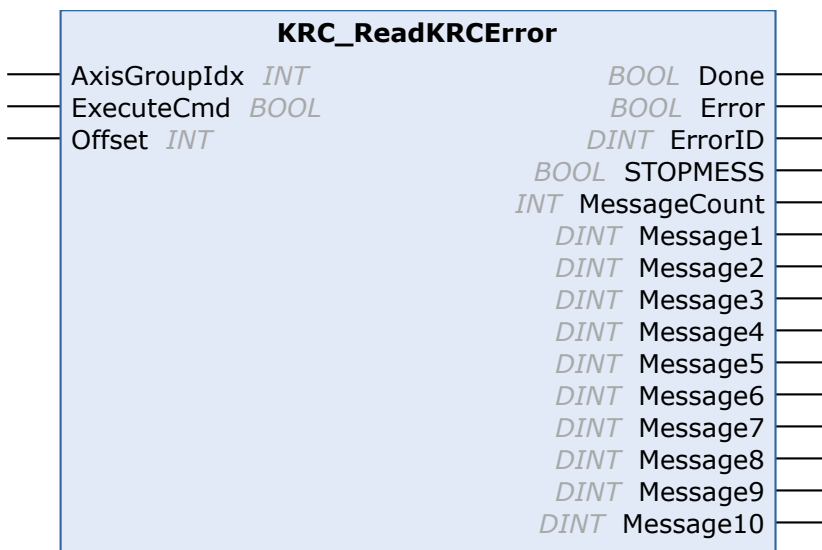 KRC_ReadKRCError
AxisGroupIdx INT BOOL Done
ExecuteCmd BOOL BOOL Error
Offset INT DINT ErrorID
BOOL STOPMESS
INT MessageCount
DINT Message1
DINT Message2
DINT Message3
DINT Message4
DINT Message5
DINT Message6
DINT Message7
DINT Message8
DINT Message9
DINT Message10